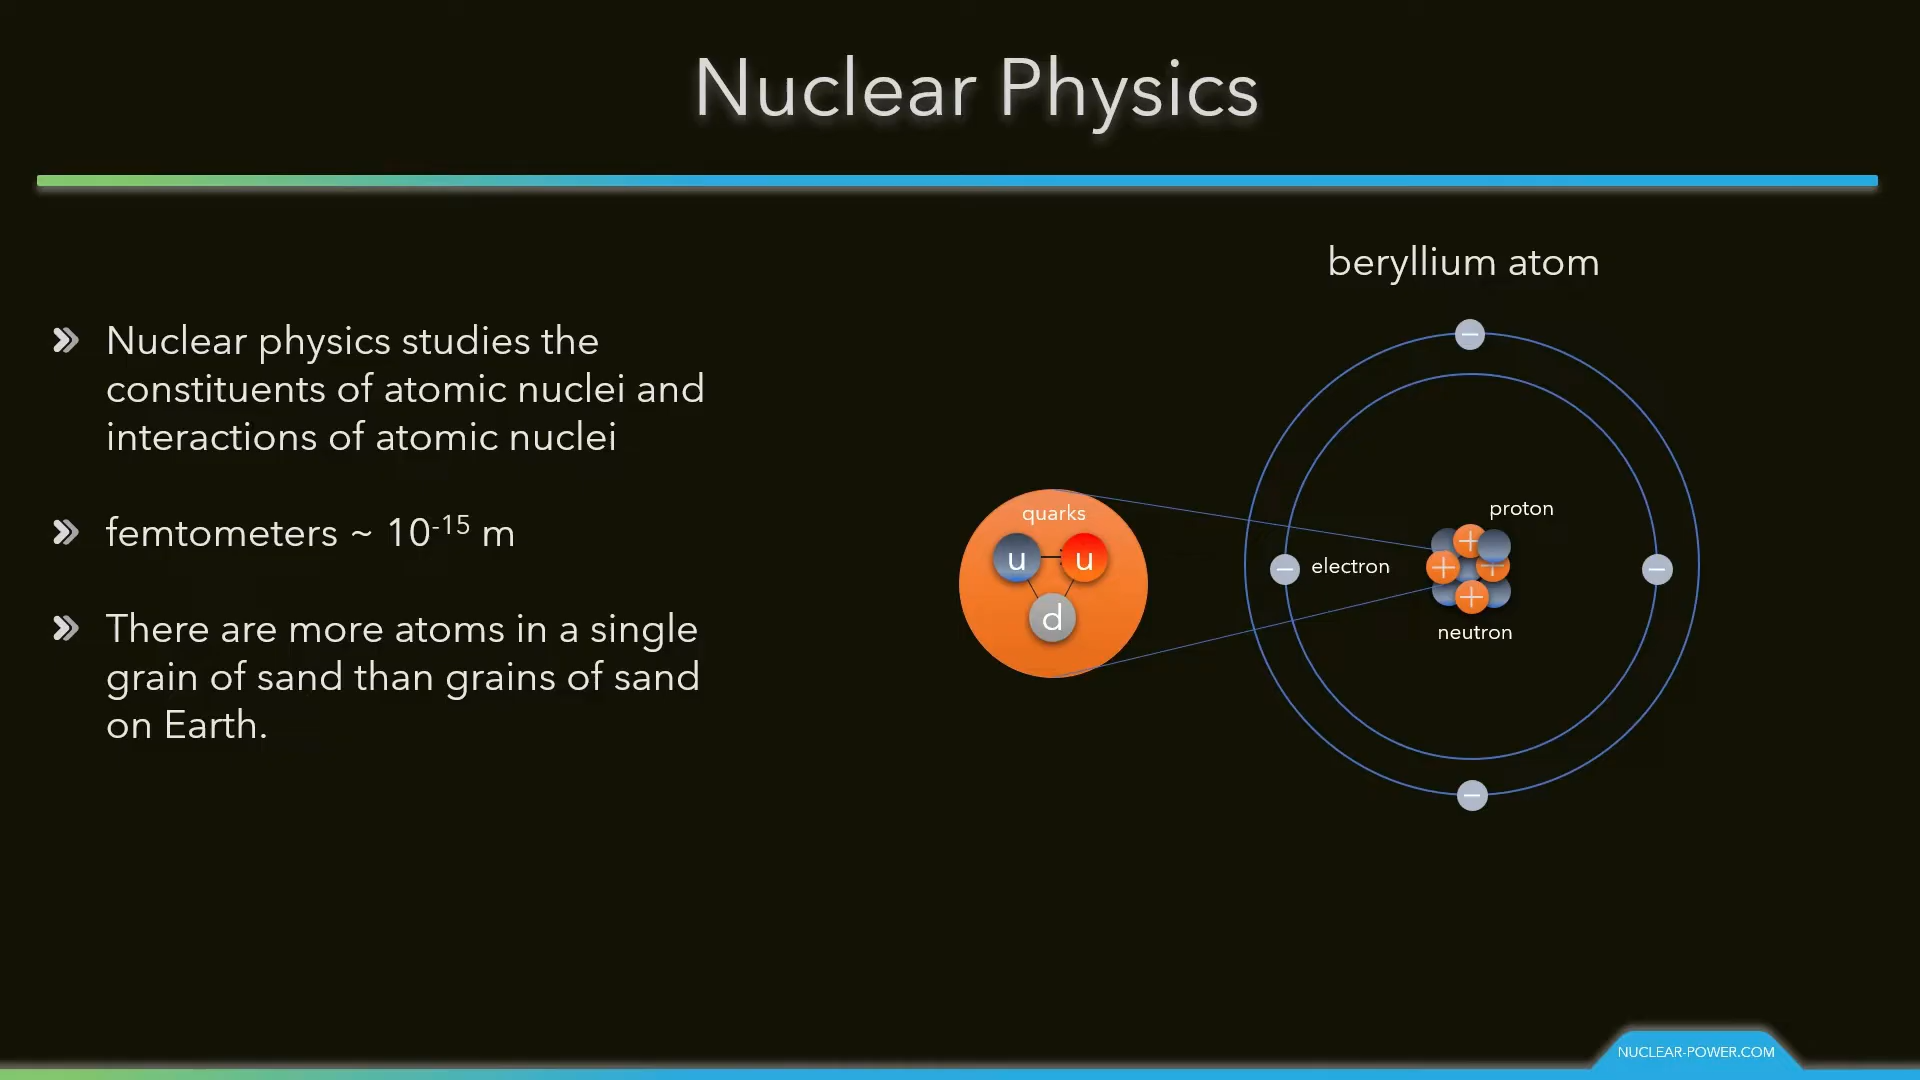 Nuclear Physics
Nuclear physics studies the
constituents of atomic nuclei and
interactions of atomic nuclei
femtometers ~ 10⁻¹⁵ m
There are more atoms in a single
grain of sand than grains of sand
on Earth.
beryllium atom
quarks
u
u
d
electron
proton
neutron
NUCLEAR-POWER.COM